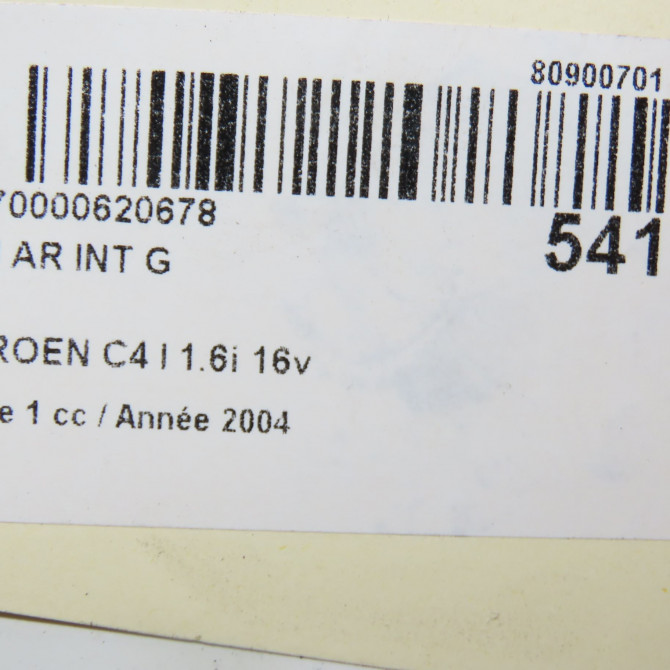 80900701
70000620678
541
AR INT G
ROEN C4 I 1.6i 16v
e 1 cc / Année 2004